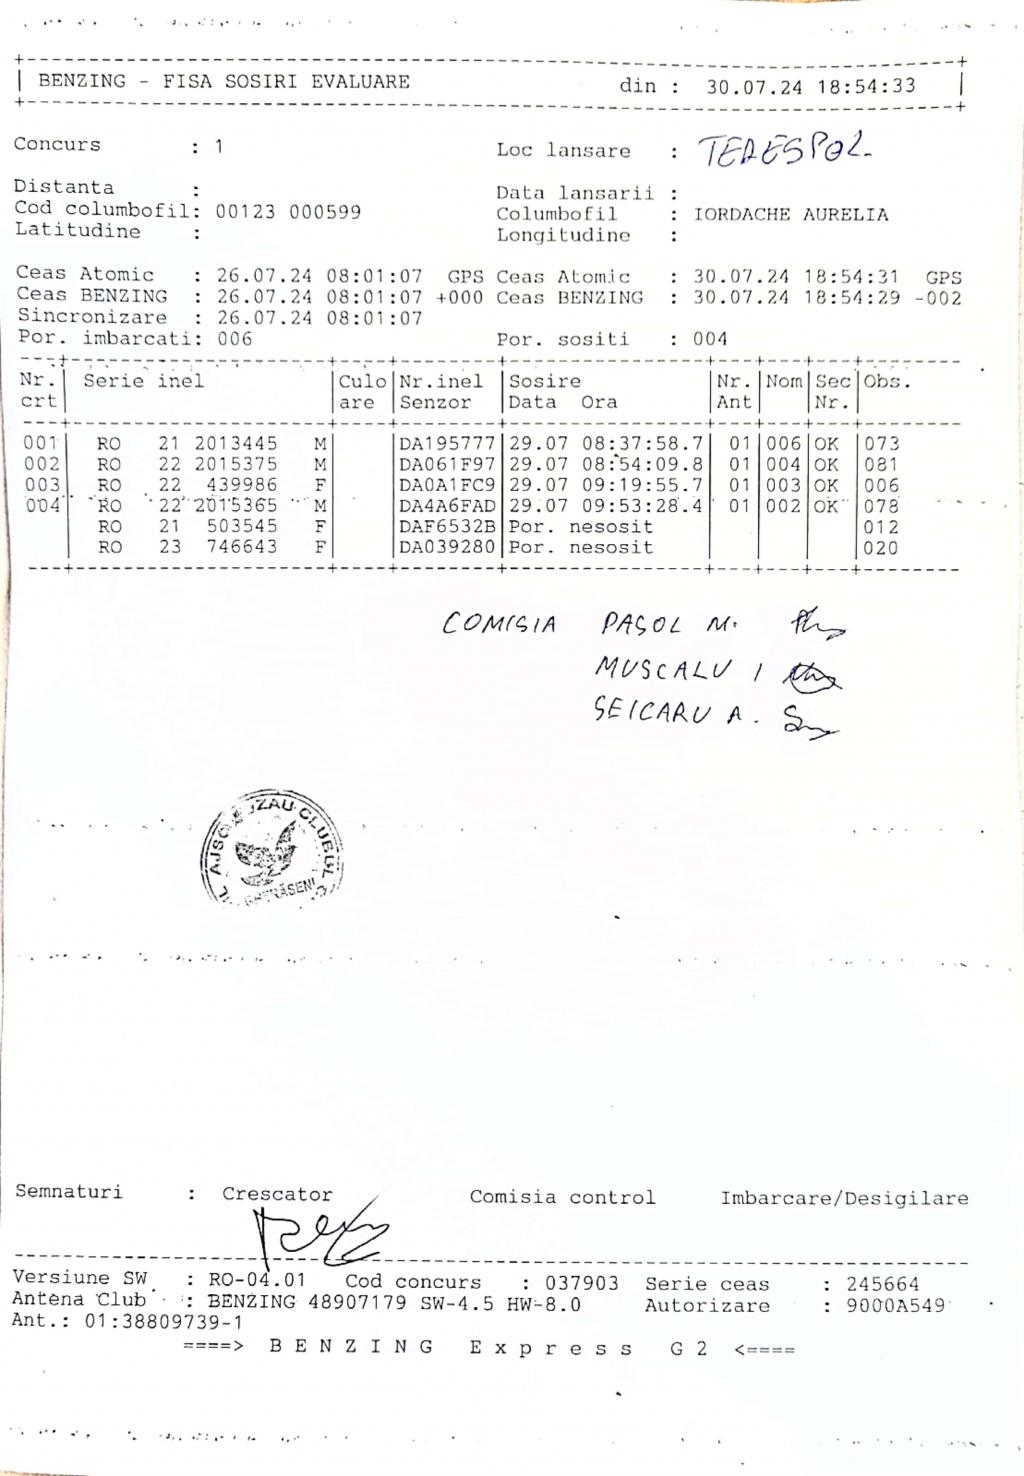 +------------------------------------------------------------------+
| BENZING - FISA SOSIRI EVALUARE din : 30.07.24 18:54:33 |
+------------------------------------------------------------------+
Concurs : 1 Loc lansare : TERESPOL
Distanta : Data lansarii :
Cod columbofil: 00123 000599 Columbofil : IORDACHE AURELIA
Latitudine : Longitudine :
Ceas Atomic : 26.07.24 08:01:07 GPS Ceas Atomic : 30.07.24 18:54:31 GPS
Ceas BENZING : 26.07.24 08:01:07 +000 Ceas BENZING : 30.07.24 18:54:29 -002
Sincronizare : 26.07.24 08:01:07
Por. imbarcati: 006 Por. sositi : 004
Nr. | Serie inel | Culo | Nr.inel | Sosire | Nr. | Nom | Sec | Obs.
crt | | are | Senzor | Data Ora | Ant | | Nr. |
001 | RO 21 2013445 M | | DA195777 | 29.07 08:37:58.7 | 01 | 006 | OK | 073
002 | RO 22 2015375 M | | DA061F97 | 29.07 08:54:09.8 | 01 | 004 | OK | 081
003 | RO 22 439986 F | | DA0A1FC9 | 29.07 09:19:55.7 | 01 | 003 | OK | 006
004 | RO 22 2015365 M | | DA4A6FAD | 29.07 09:53:28.4 | 01 | 002 | OK | 078
| RO 21 503545 F | | DAF6532B | Por. nesosit | | | | 012
| RO 23 746643 F | | DA039280 | Por. nesosit | | | | 020
COMISIA PASOL M.
MUSCALU I
SEICARU A.
CLUBUL
Semnaturi : Crescator Comisia control Imbarcare/Desigilare
Versiune SW : RO-04.01 Cod concurs : 037903 Serie ceas : 245664
Antena Club : BENZING 48907179 SW-4.5 HW-8.0 Autorizare : 9000A549
Ant.: 01:38809739-1
====> B E N Z I N G E x p r e s s G 2 <====